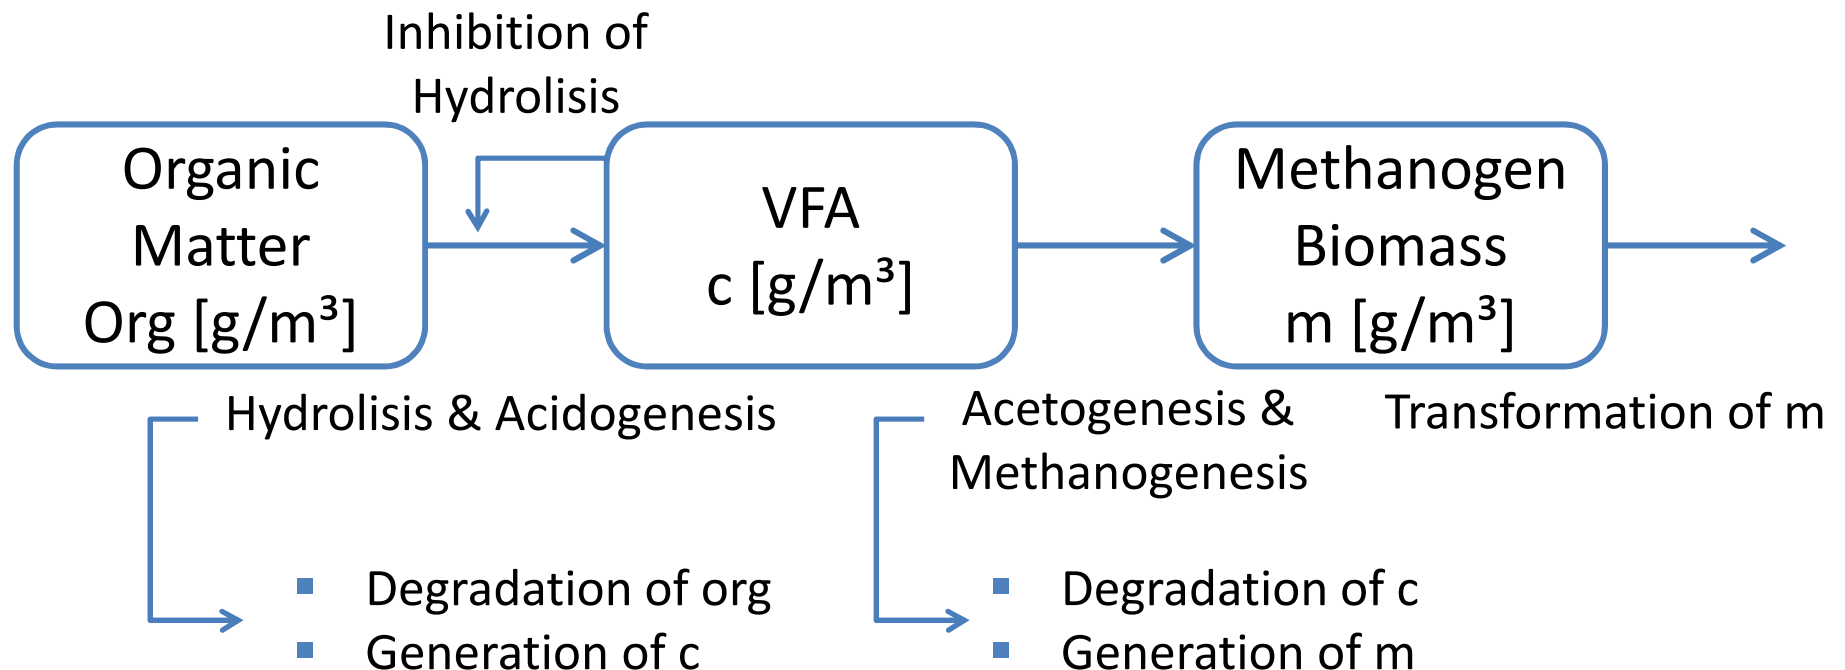 Inhibition of
Hydrolisis
Organic
Matter
Org [g/m³]
VFA
c [g/m³]
Methanogen
Biomass
m [g/m³]
Hydrolisis & Acidogenesis
Acetogenesis &
Methanogenesis
Transformation of m
▪ Degradation of org
▪ Generation of c
▪ Degradation of c
▪ Generation of m